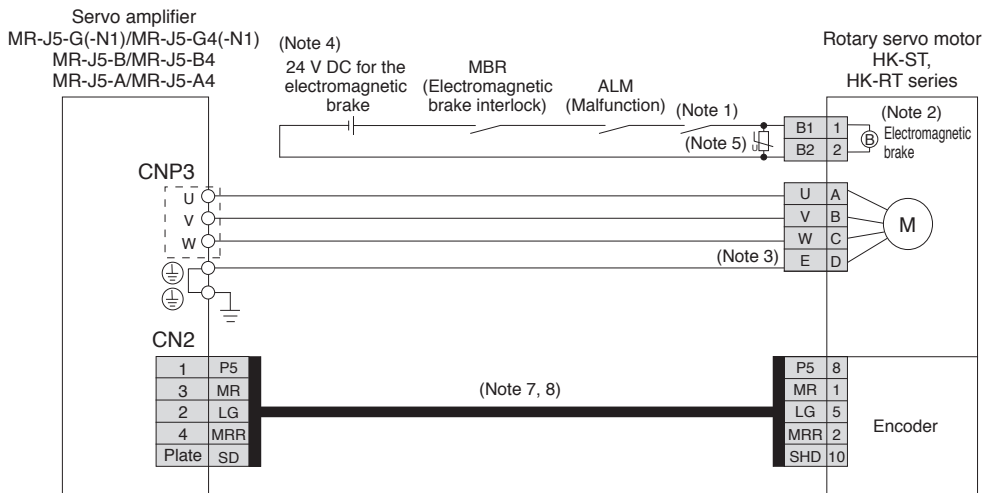 Servo amplifier
MR-J5-G(-N1)/MR-J5-G4(-N1)
MR-J5-B/MR-J5-B4
MR-J5-A/MR-J5-A4
(Note 4)
24 V DC for the
electromagnetic
brake
MBR
(Electromagnetic
brake interlock)
ALM
(Malfunction)
(Note 1)
(Note 5)
U
Rotary servo motor
HK-ST,
HK-RT series
B1 1
B2 2
(Note 2)
B
Electromagnetic
brake
CNP3
U
V
W
U A
V B
W C
E D
(Note 3)
M
CN2
1 P5
3 MR
2 LG
4 MRR
Plate SD
(Note 7, 8)
P5 8
MR 1
LG 5
MRR 2
SHD 10
Encoder